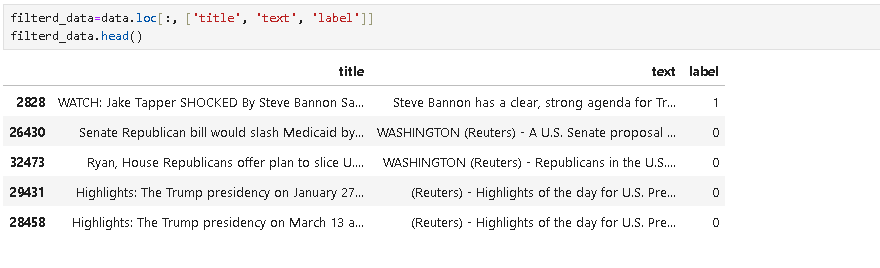 filterd_data=data.loc[:, ['title', 'text', 'label']]
filterd_data.head()
title text label
2828 WATCH: Jake Tapper SHOCKED By Steve Bannon Sa... Steve Bannon has a clear, strong agenda for Tr... 1
26430 Senate Republican bill would slash Medicaid by... WASHINGTON (Reuters) - A U.S. Senate proposal ... 0
32473 Ryan, House Republicans offer plan to slice U.... WASHINGTON (Reuters) - Republicans in the U.S.... 0
29431 Highlights: The Trump presidency on January 27... (Reuters) - Highlights of the day for U.S. Pre... 0
28458 Highlights: The Trump presidency on March 13 a... (Reuters) - Highlights of the day for U.S. Pre... 0